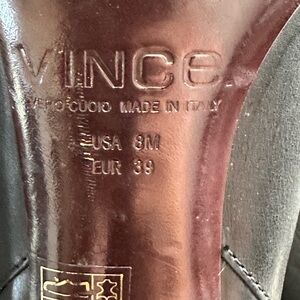 VINCE.
VERO CUOIO MADE IN ITALY
USA 8M
EUR 39